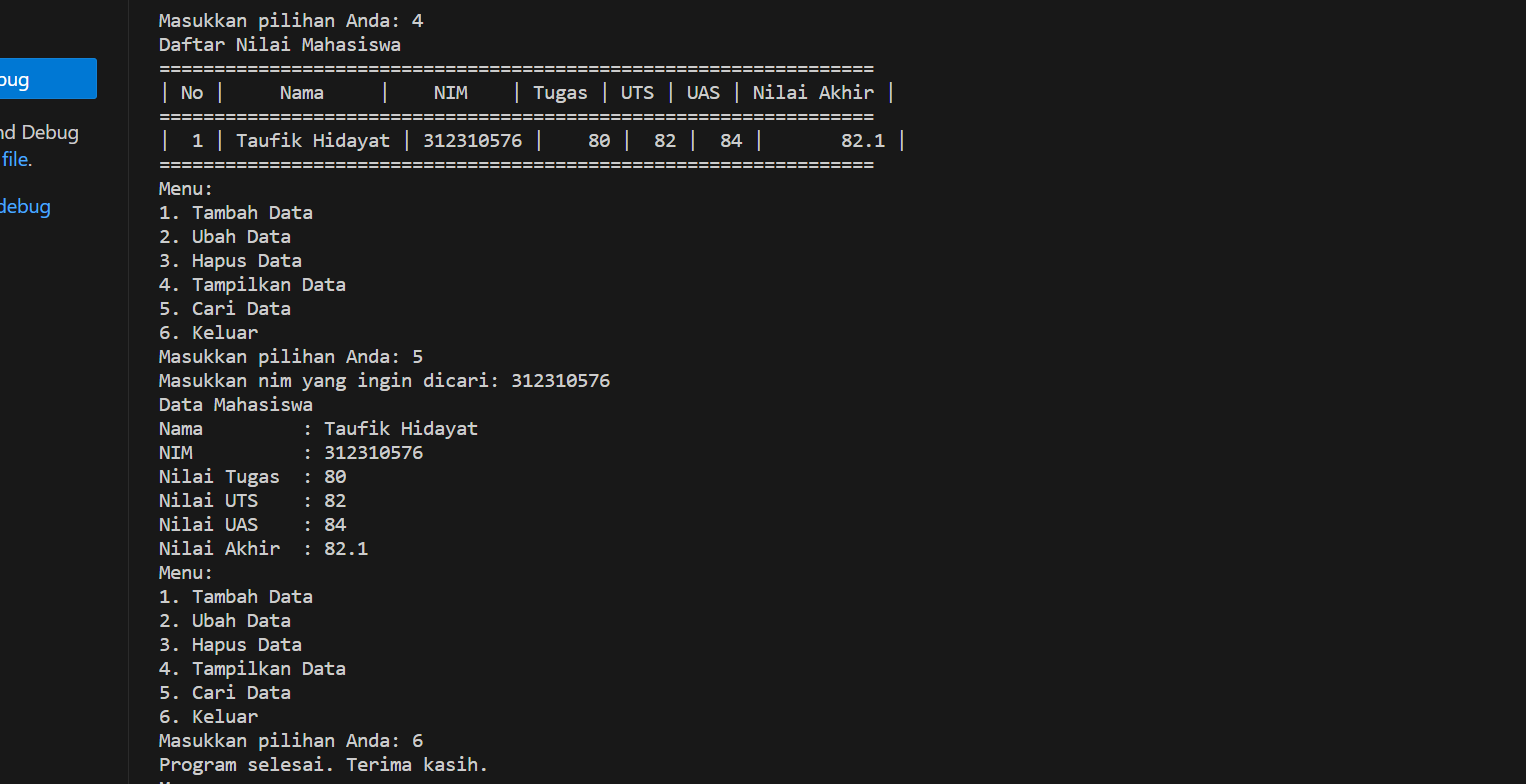 Masukkan pilihan Anda: 4
Daftar Nilai Mahasiswa
=================================================================
| No |     Nama     |    NIM    | Tugas | UTS | UAS | Nilai Akhir |
=================================================================
|  1 | Taufik Hidayat | 312310576 |    80 |  82 |  84 |       82.1 |
=================================================================
Menu:
1. Tambah Data
2. Ubah Data
3. Hapus Data
4. Tampilkan Data
5. Cari Data
6. Keluar
Masukkan pilihan Anda: 5
Masukkan nim yang ingin dicari: 312310576
Data Mahasiswa
Nama         : Taufik Hidayat
NIM          : 312310576
Nilai Tugas  : 80
Nilai UTS    : 82
Nilai UAS    : 84
Nilai Akhir  : 82.1
Menu:
1. Tambah Data
2. Ubah Data
3. Hapus Data
4. Tampilkan Data
5. Cari Data
6. Keluar
Masukkan pilihan Anda: 6
Program selesai. Terima kasih.
bug
nd Debug
file.
debug